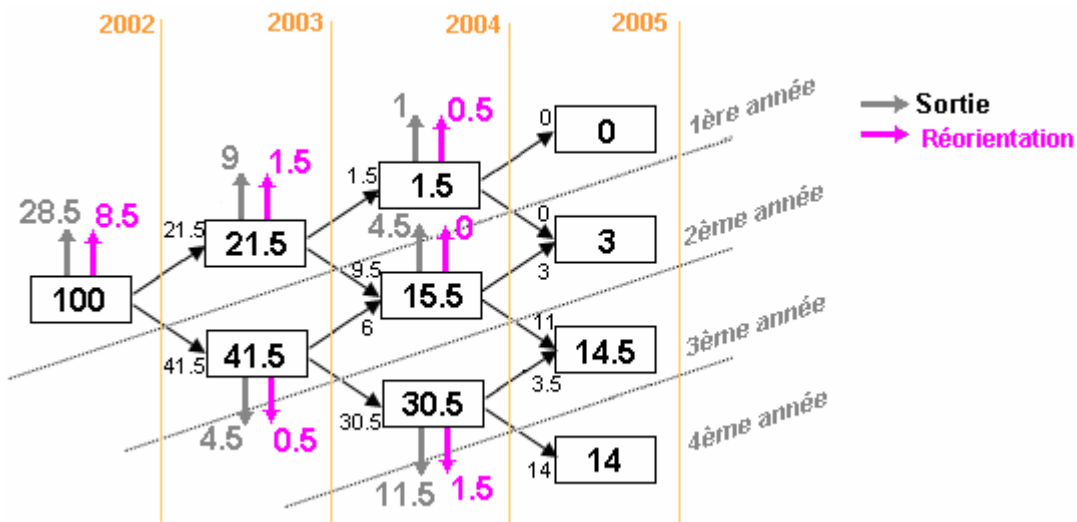 2002 2003 2004 2005
1 0.5 0 0 1ère année Sortie
Réorientation
9 1.5 1.5 1.5
28.5 8.5 4.5 0 0 2ème année
21.5 21.5 3
9.5
100 15.5 3
6
41.5 41.5 11 14.5 3ème année
30.5 30.5 3.5
4.5 0.5 4ème année
14 14
11.5 1.5